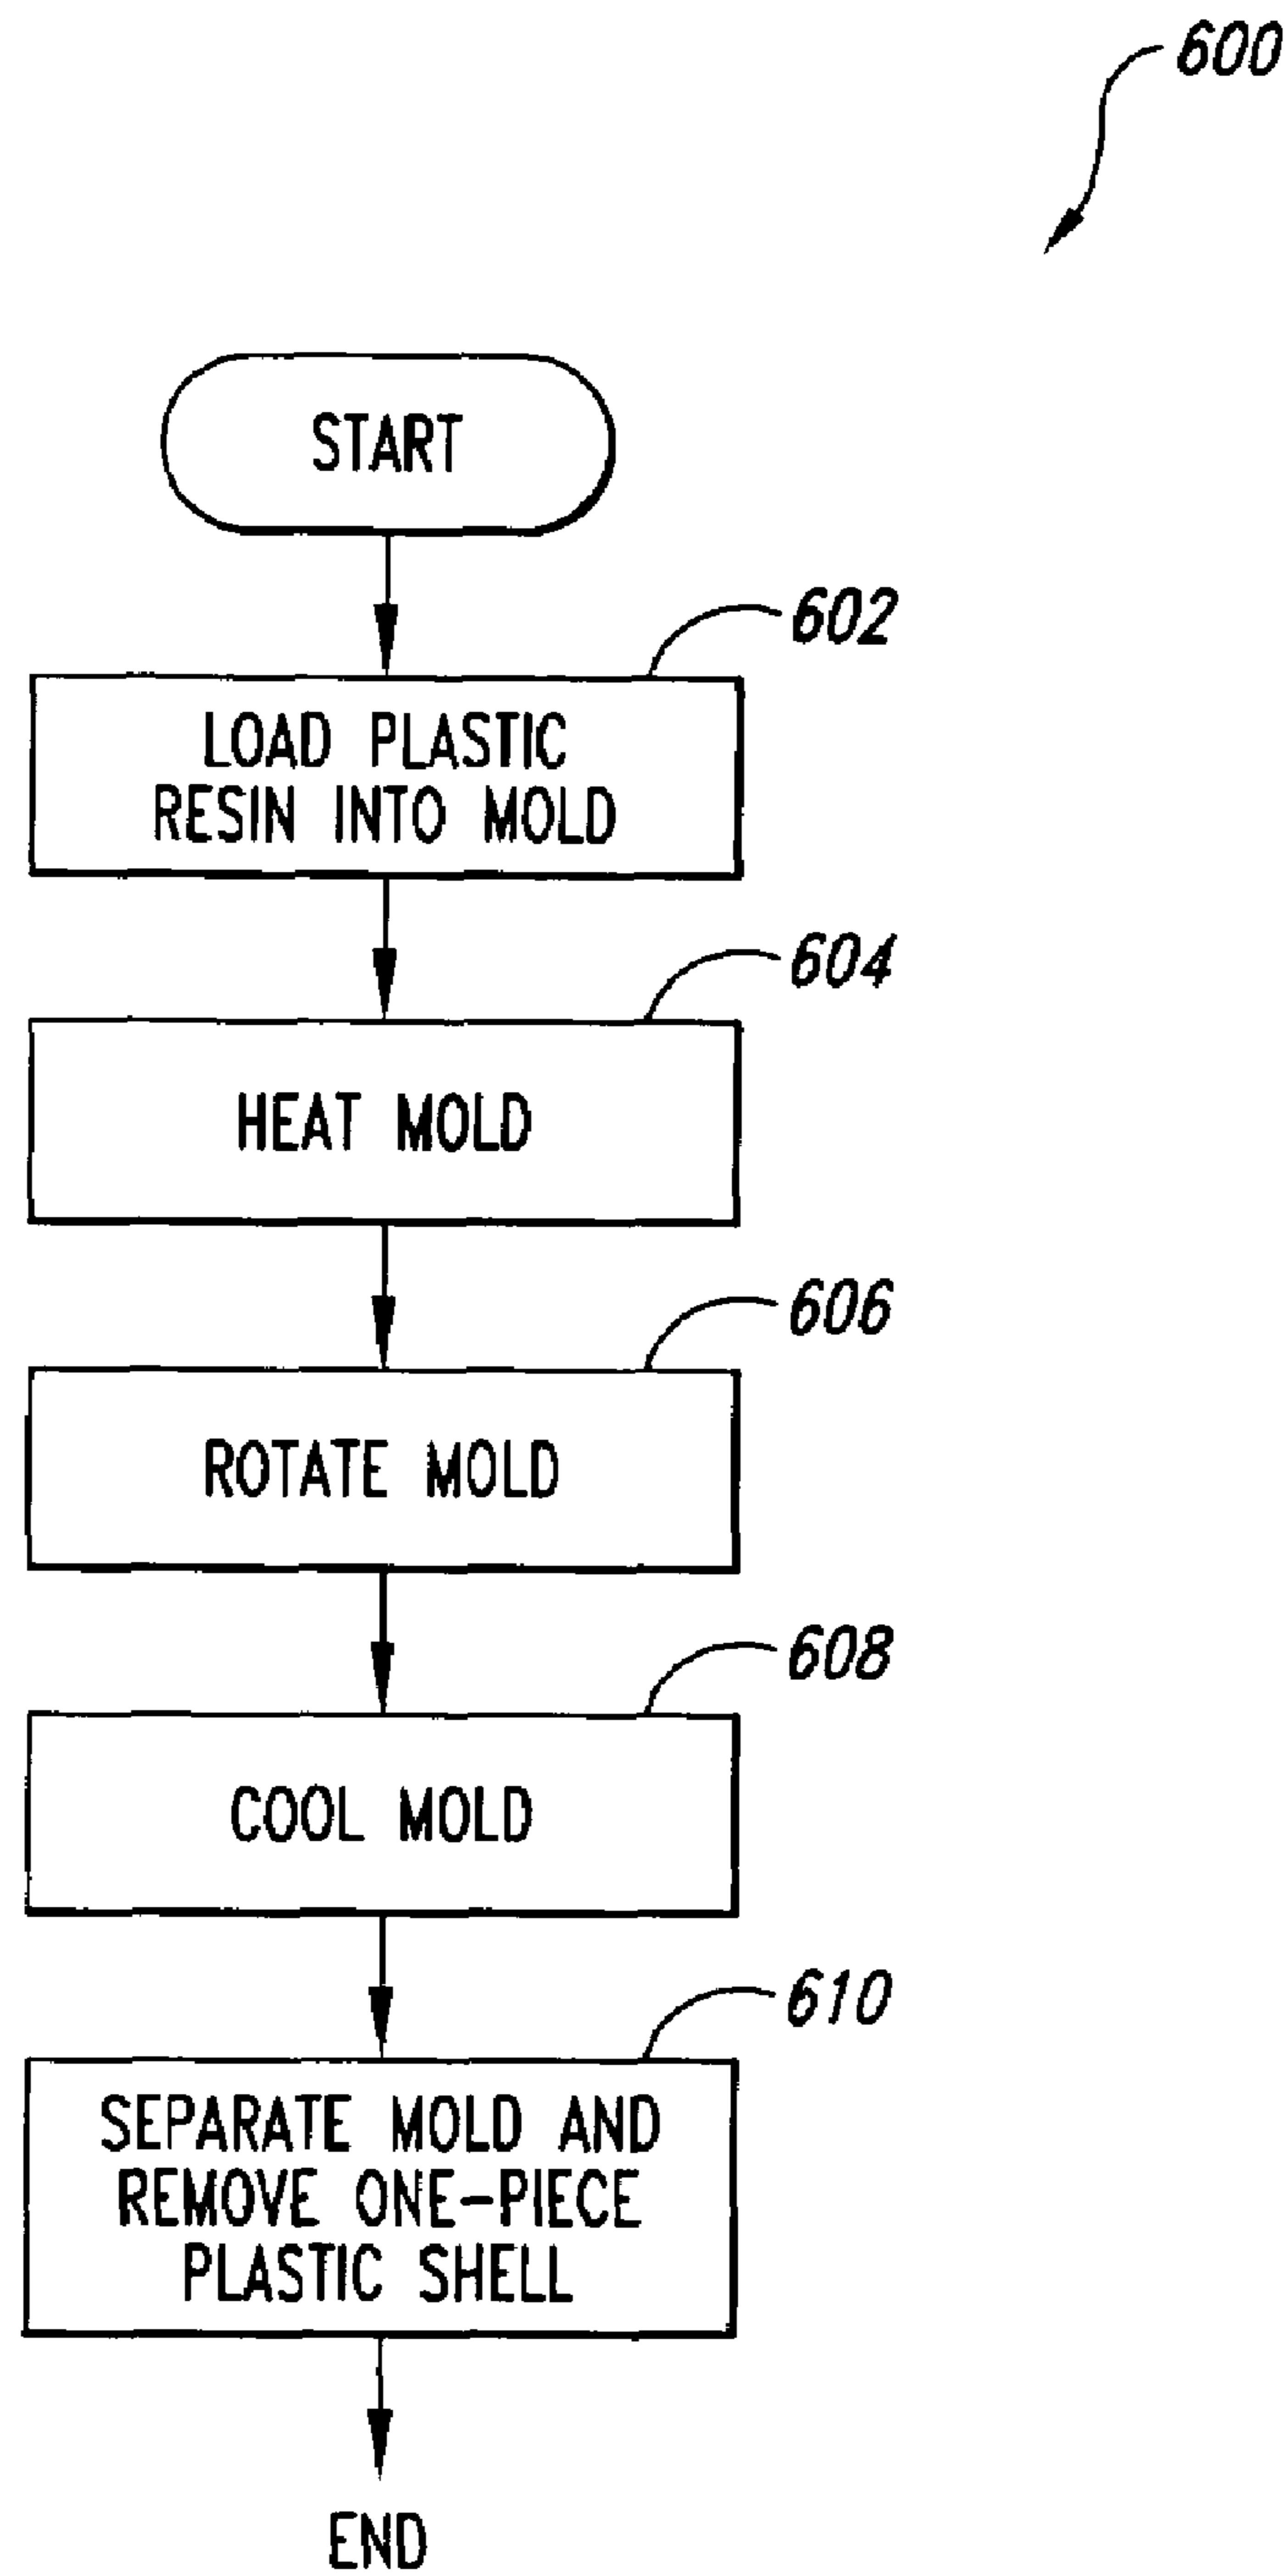 600
START
602
LOAD PLASTIC
RESIN INTO MOLD
604
HEAT MOLD
606
ROTATE MOLD
608
COOL MOLD
610
SEPARATE MOLD AND
REMOVE ONE-PIECE
PLASTIC SHELL
END